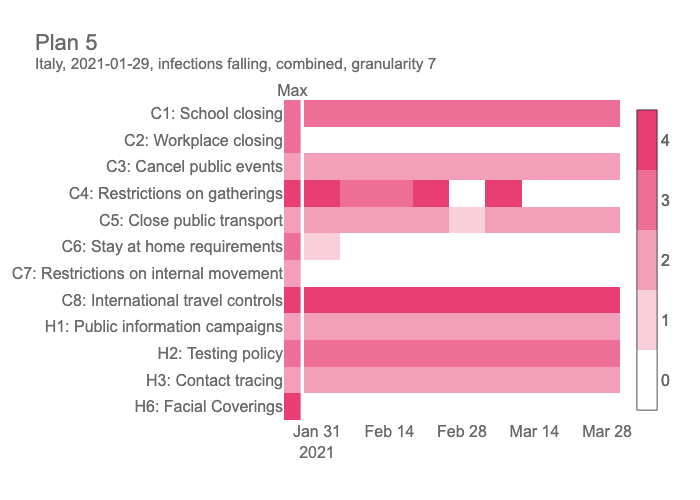 Plan 5
Italy, 2021-01-29, infections falling, combined, granularity 7
Max
C1: School closing
C2: Workplace closing
C3: Cancel public events
C4: Restrictions on gatherings
C5: Close public transport
C6: Stay at home requirements
C7: Restrictions on internal movement
C8: International travel controls
H1: Public information campaigns
H2: Testing policy
H3: Contact tracing
H6: Facial Coverings
4
3
2
1
0
Jan 31 Feb 14 Feb 28 Mar 14 Mar 28
2021